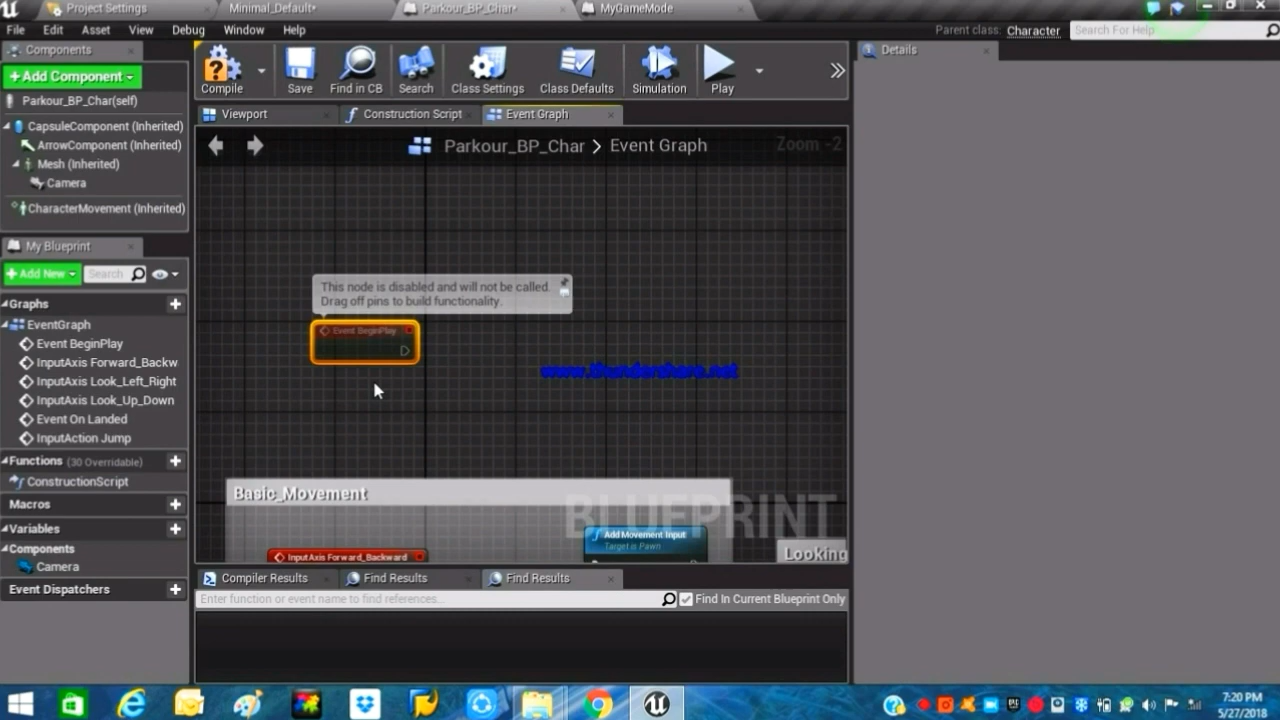 Project Settings
Minimal_Default*
Parkour_BP_Char*
MyGameMode
File Edit Asset View Debug Window Help
Parent class: Character
Search For Help
Components
+Add Component
Parkour_BP_Char(self)
CapsuleComponent (Inherited)
ArrowComponent (Inherited)
Mesh (Inherited)
Camera
CharacterMovement (Inherited)
My Blueprint
+Add New
Search
Graphs
EventGraph
Event BeginPlay
InputAxis Forward_Backw
InputAxis Look_Left_Right
InputAxis Look_Up_Down
Event On Landed
InputAction Jump
Functions (30 Overridable)
ConstructionScript
Macros
Variables
Components
Camera
Event Dispatchers
Compile
Save
Find in CB
Search
Class Settings
Class Defaults
Simulation
Play
Viewport
Construction Script
Event Graph
Parkour_BP_Char > Event Graph
Zoom -2
This node is disabled and will not be called.
Drag off pins to build functionality.
Event BeginPlay
www.thundershare.net
Basic_Movement
BLUEPRINT
InputAxis Forward_Backward
Add Movement Input
Target is Pawn
Looking
Compiler Results
Find Results
Find Results
Enter function or event name to find references...
Find In Current Blueprint Only
Details
7:20 PM
5/27/2018